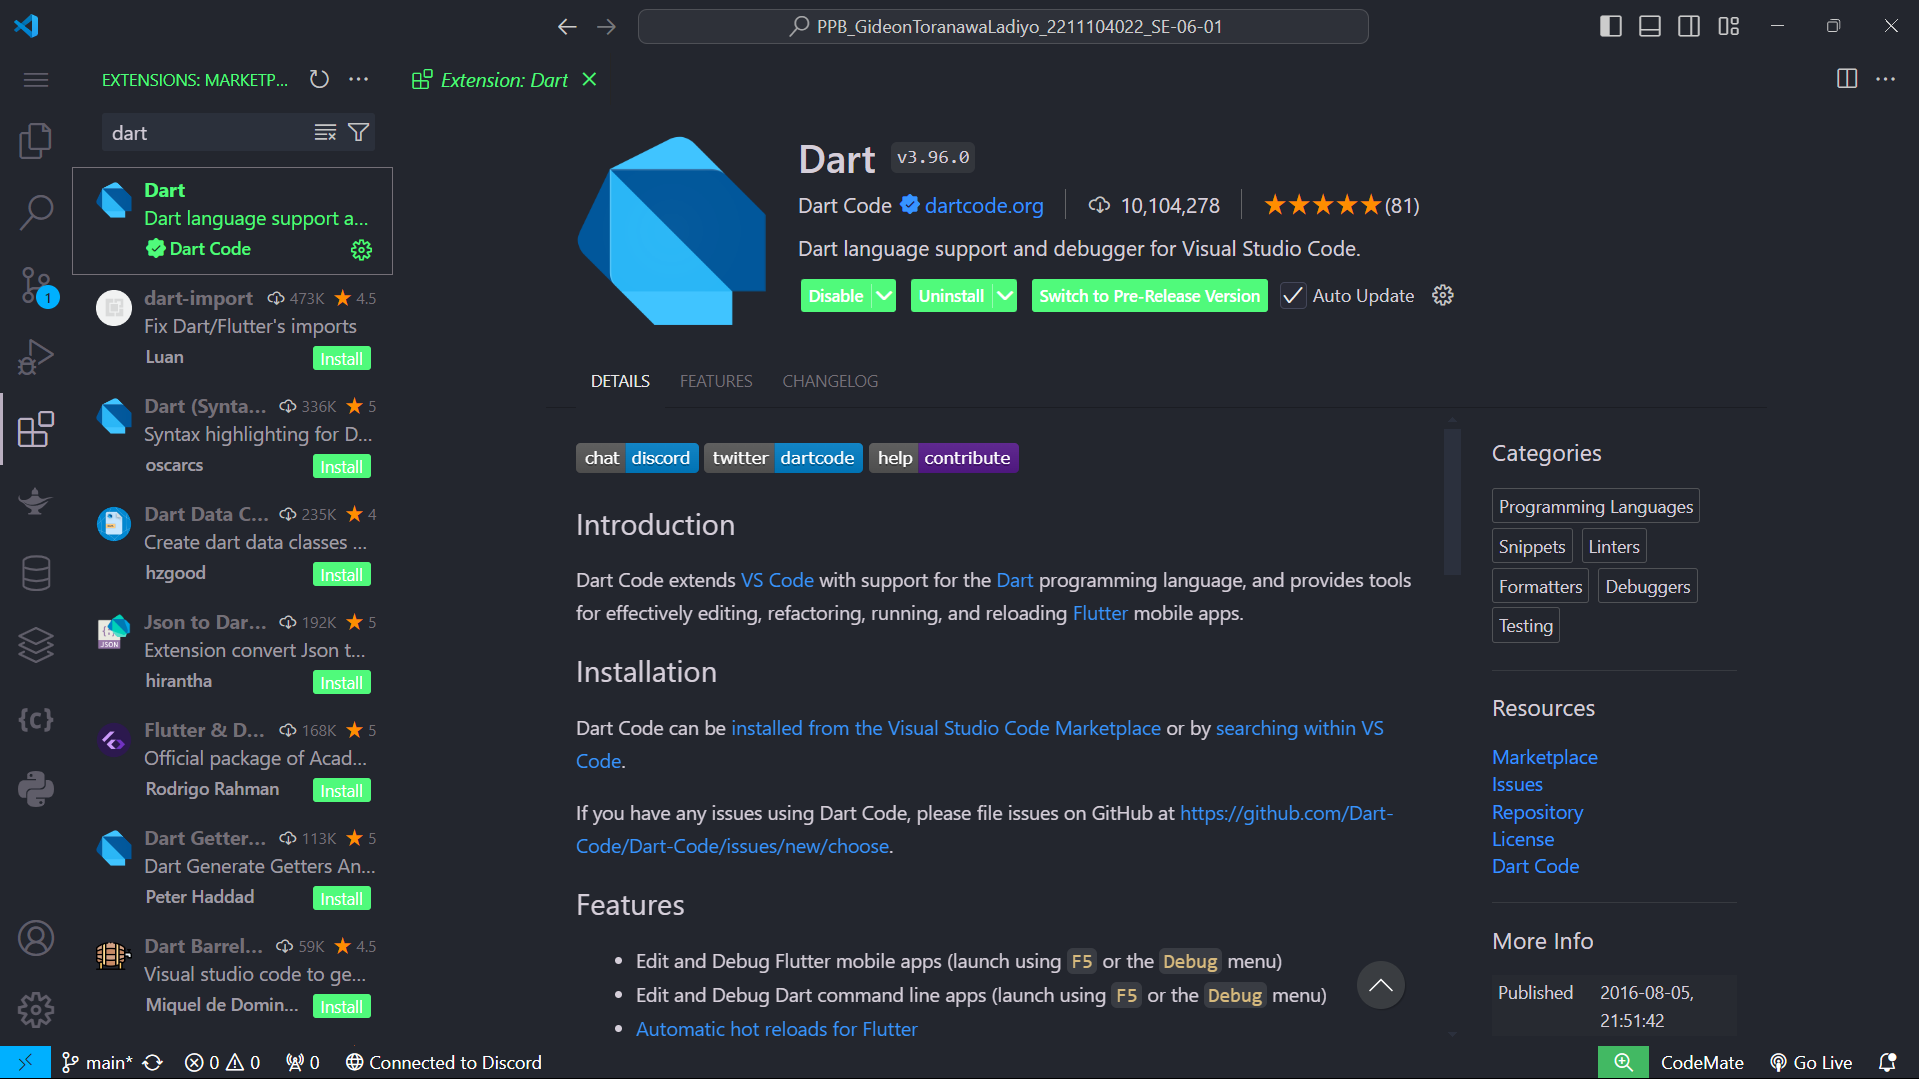 PPB_GideonToranawaLadiyo_2211104022_SE-06-01
EXTENSIONS: MARKETP...
Extension: Dart
dart
Dart
Dart language support a...
Dart Code
dart-import 473K 4.5
Fix Dart/Flutter's imports
Luan Install
Dart (Synta... 336K 5
Syntax highlighting for D...
oscarcs Install
Dart Data C... 235K 4
Create dart data classes ...
hzgood Install
Json to Dar... 192K 5
Extension convert Json t...
hirantha Install
JSON
Flutter & D... 168K 5
Official package of Acad...
Rodrigo Rahman Install
Dart Getter... 113K 5
Dart Generate Getters An...
Peter Haddad Install
Dart Barrel... 59K 4.5
Visual studio code to ge...
Miquel de Domin... Install
1
{c}
Dart v3.96.0
Dart Code dartcode.org 10,104,278 (81)
Dart language support and debugger for Visual Studio Code.
Disable Uninstall Switch to Pre-Release Version Auto Update
DETAILS FEATURES CHANGELOG
chat discord twitter dartcode help contribute
Introduction
Dart Code extends VS Code with support for the Dart programming language, and provides tools
for effectively editing, refactoring, running, and reloading Flutter mobile apps.
Installation
Dart Code can be installed from the Visual Studio Code Marketplace or by searching within VS
Code.
If you have any issues using Dart Code, please file issues on GitHub at https://github.com/Dart-
Code/Dart-Code/issues/new/choose.
Features
• Edit and Debug Flutter mobile apps (launch using F5 or the Debug menu)
• Edit and Debug Dart command line apps (launch using F5 or the Debug menu)
• Automatic hot reloads for Flutter
Categories
Programming Languages
Snippets Linters
Formatters Debuggers
Testing
Resources
Marketplace
Issues
Repository
License
Dart Code
More Info
Published 2016-08-05,
21:51:42
main* 0 0 0 Connected to Discord CodeMate Go Live